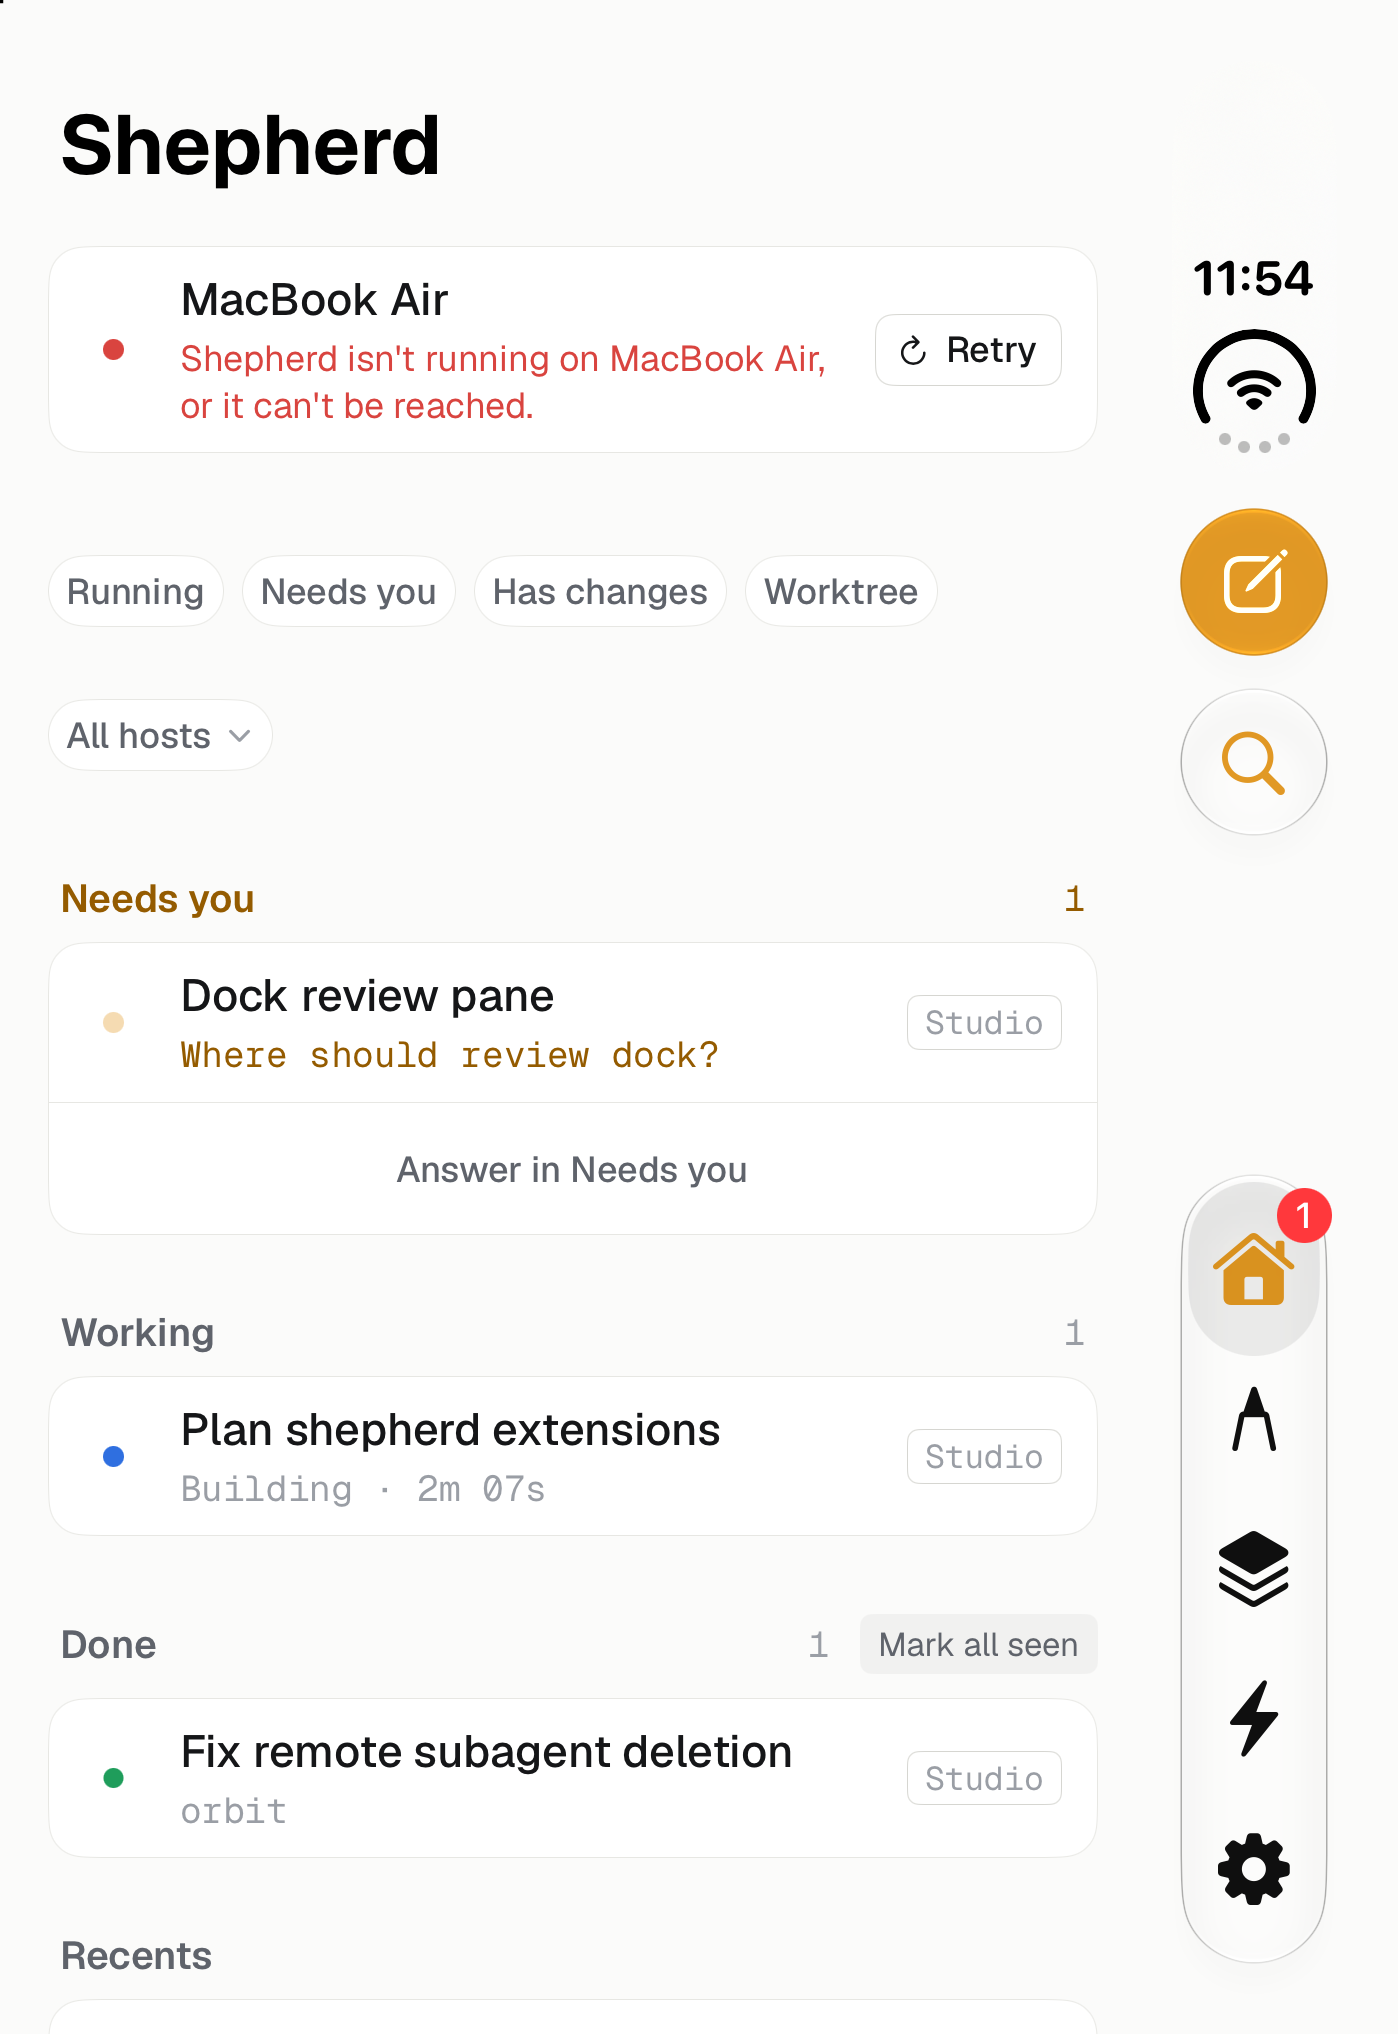 Shepherd
MacBook Air
Shepherd isn't running on MacBook Air,
or it can't be reached.
Retry
11:54
Running
Needs you
Has changes
Worktree
All hosts
Needs you
1
Dock review pane
Where should review dock?
Studio
Answer in Needs you
1
Working
1
Plan shepherd extensions
Building · 2m 07s
Studio
Done
1
Mark all seen
Fix remote subagent deletion
orbit
Studio
Recents